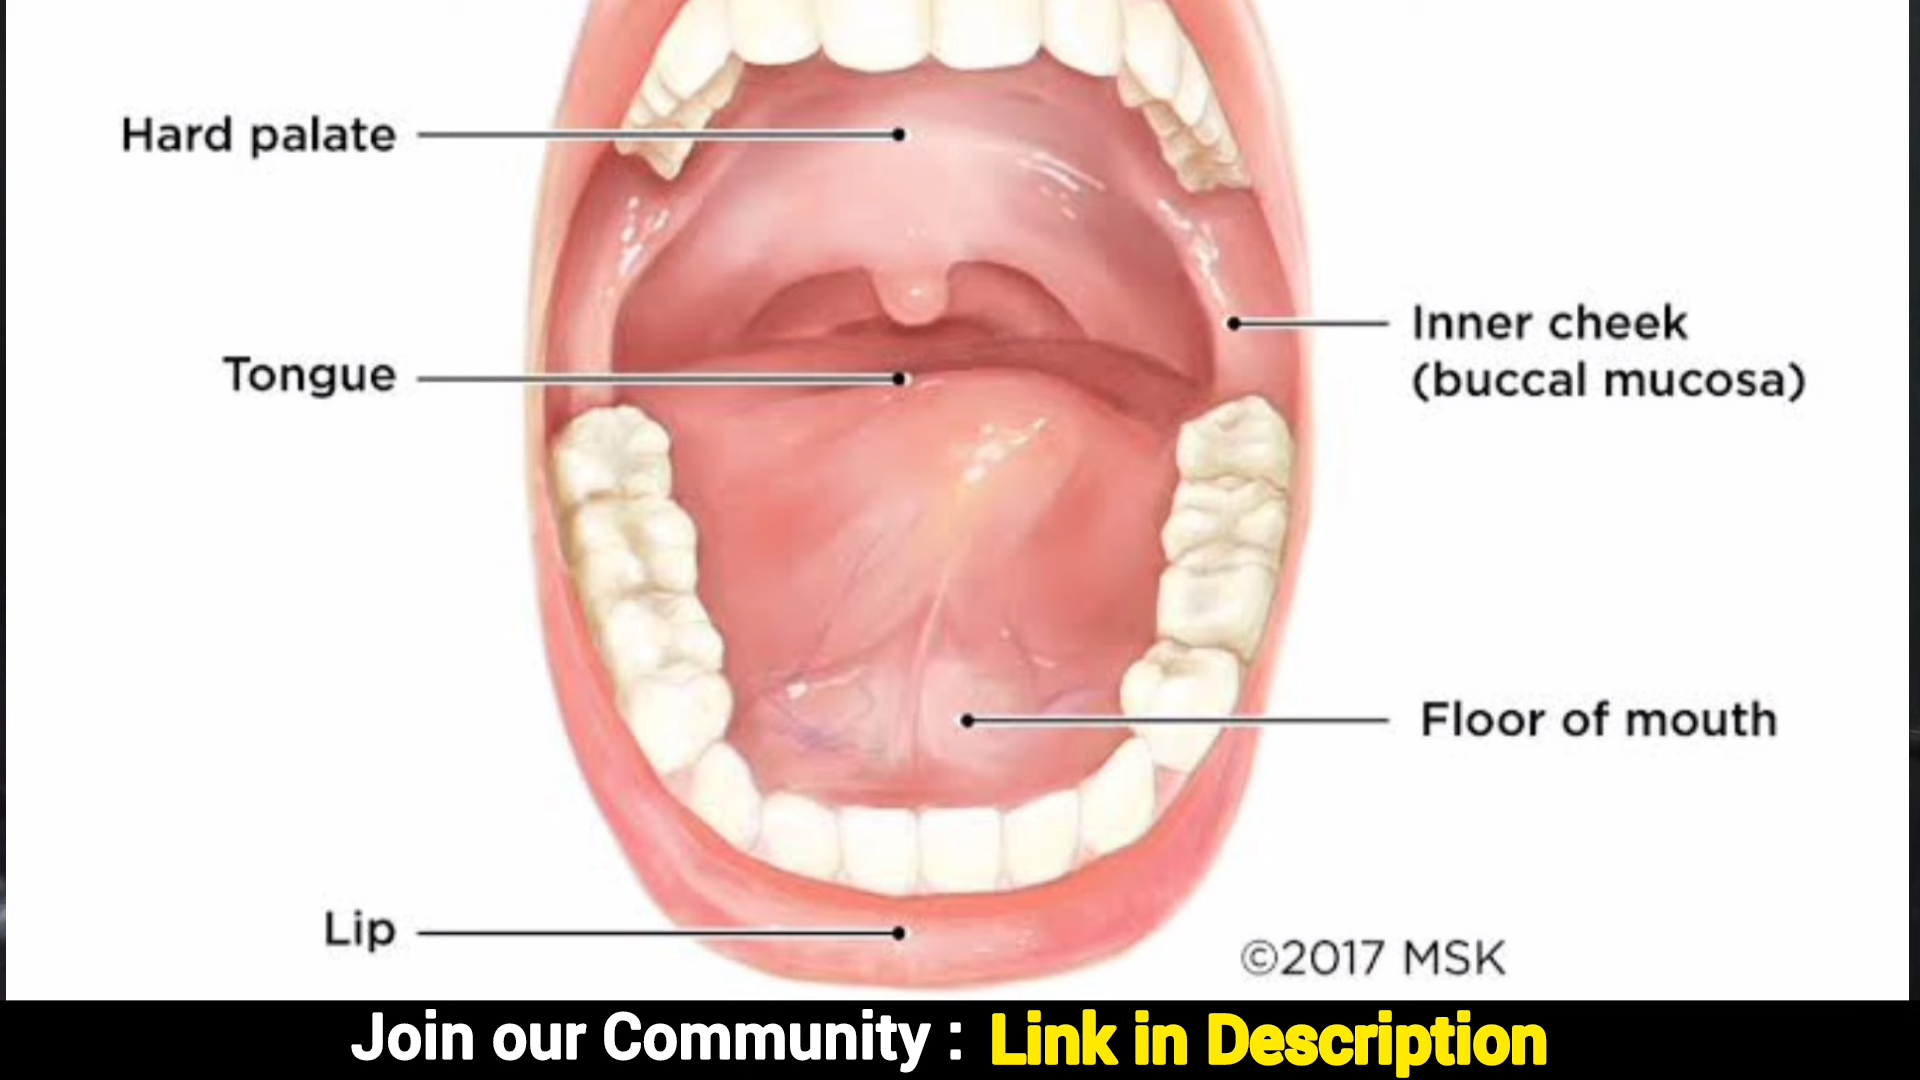 Hard palate
Tongue
Inner cheek
(buccal mucosa)
Floor of mouth
Lip
©2017 MSK
Join our Community : Link in Description